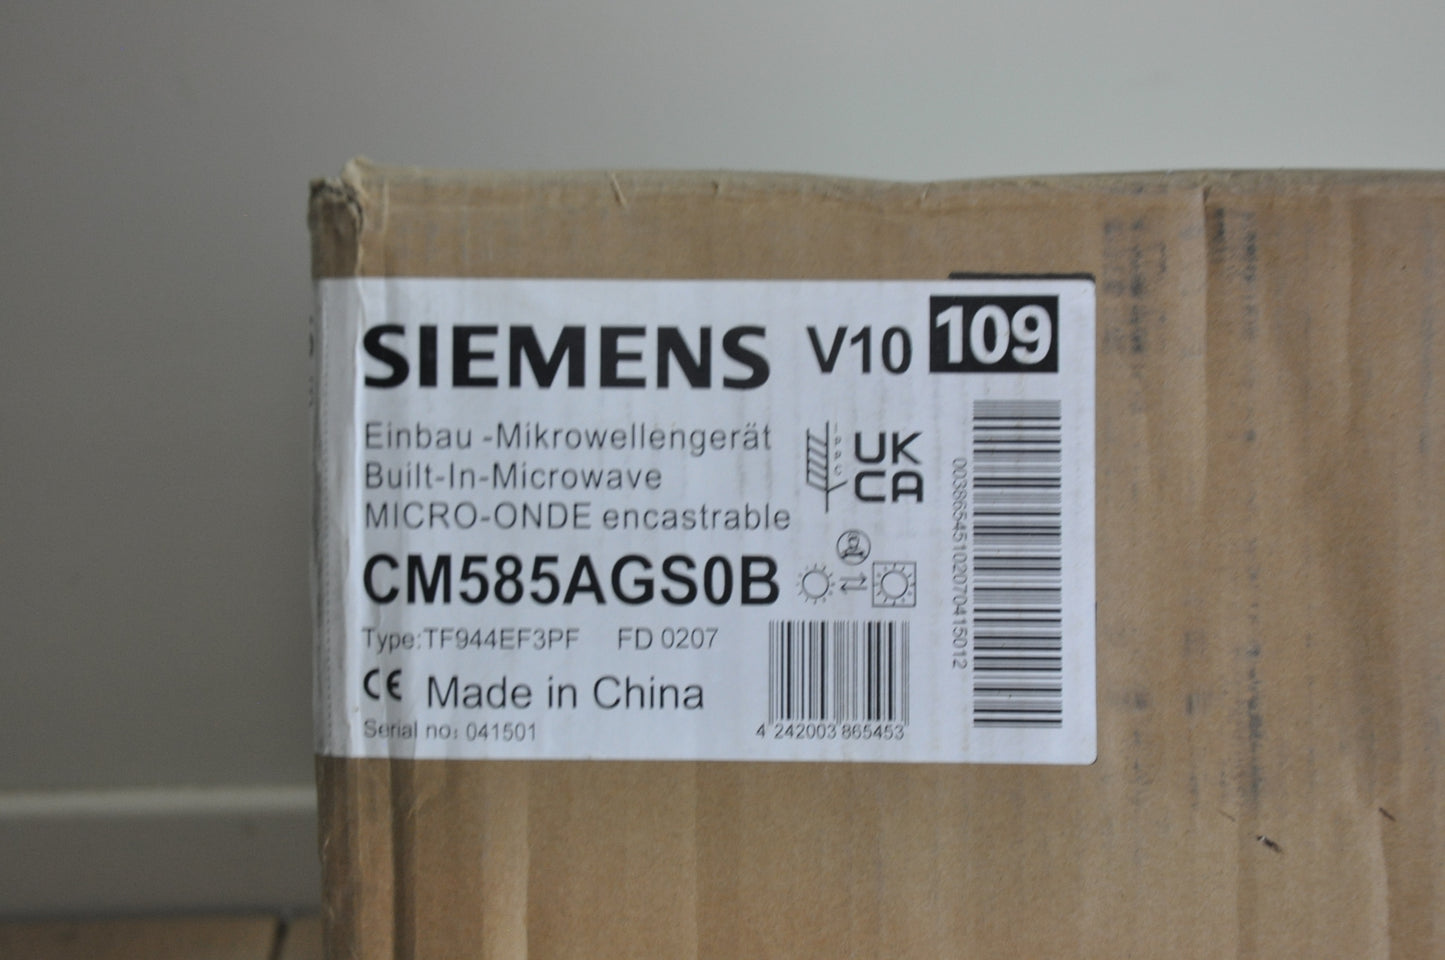 SIEMENS V10 109
Einbau -Mikrowellengerät
Built-In-Microwave
MICRO-ONDE encastrable
UK
CA
CM585AGS0B
Type:TF944EF3PF FD 0207
CE Made in China
Serial no: 041501
4 242003 865453
00386545102070415012